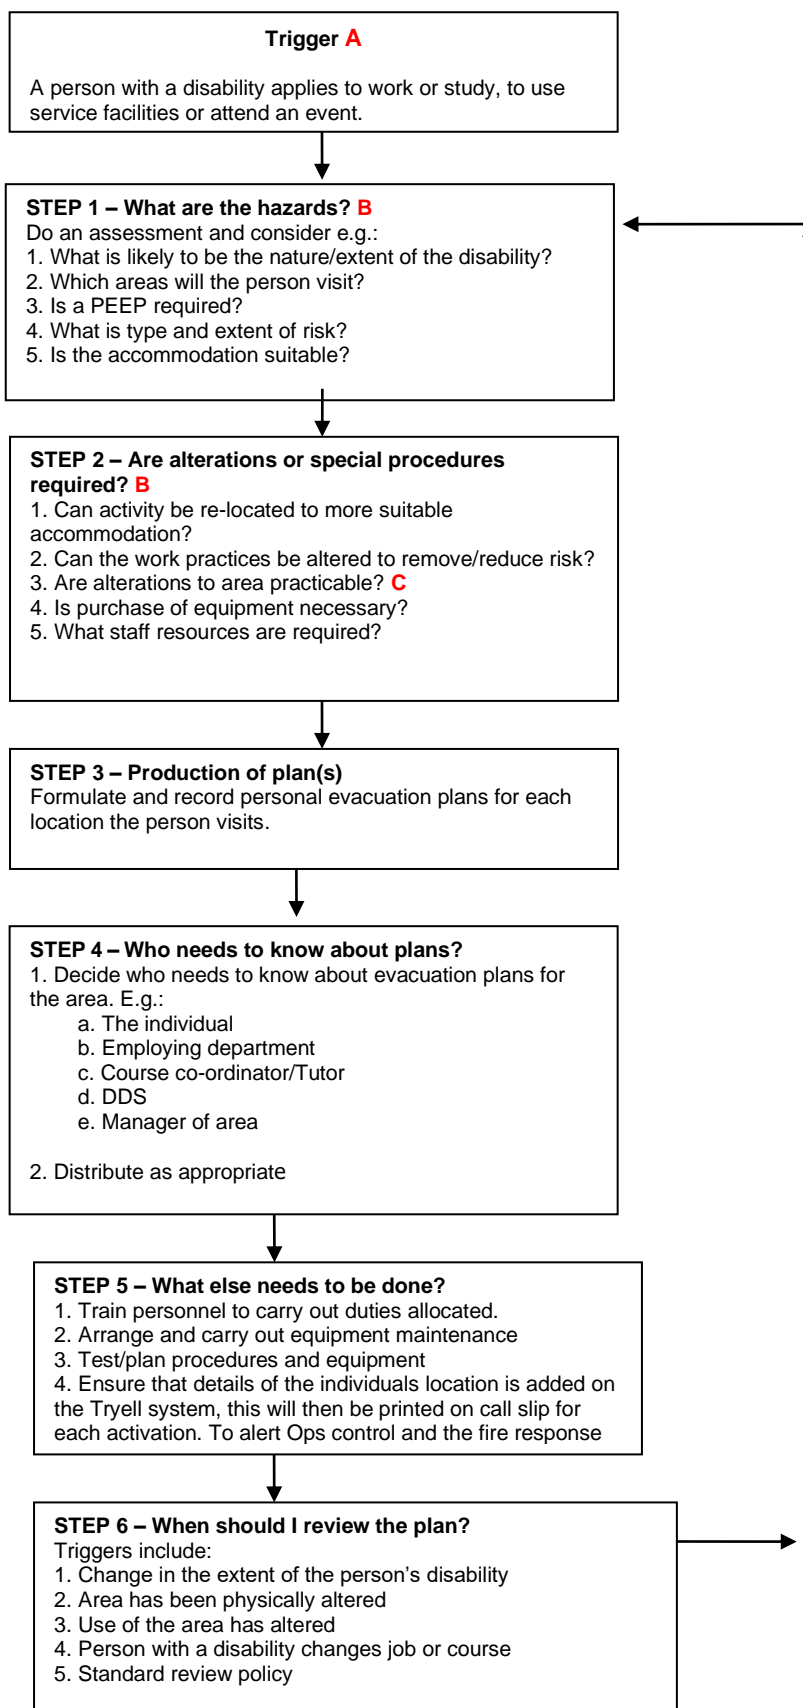 Trigger A
A person with a disability applies to work or study, to use
service facilities or attend an event.
STEP 1 – What are the hazards? B
Do an assessment and consider e.g.:
1. What is likely to be the nature/extent of the disability?
2. Which areas will the person visit?
3. Is a PEEP required?
4. What is type and extent of risk?
5. Is the accommodation suitable?
STEP 2 – Are alterations or special procedures
required? B
1. Can activity be re-located to more suitable
accommodation?
2. Can the work practices be altered to remove/reduce risk?
3. Are alterations to area practicable? C
4. Is purchase of equipment necessary?
5. What staff resources are required?
STEP 3 – Production of plan(s)
Formulate and record personal evacuation plans for each
location the person visits.
STEP 4 – Who needs to know about plans?
1. Decide who needs to know about evacuation plans for
the area. E.g.:
a. The individual
b. Employing department
c. Course co-ordinator/Tutor
d. DDS
e. Manager of area
2. Distribute as appropriate
STEP 5 – What else needs to be done?
1. Train personnel to carry out duties allocated.
2. Arrange and carry out equipment maintenance
3. Test/plan procedures and equipment
4. Ensure that details of the individuals location is added on
the Tryell system, this will then be printed on call slip for
each activation. To alert Ops control and the fire response
STEP 6 – When should I review the plan?
Triggers include:
1. Change in the extent of the person's disability
2. Area has been physically altered
3. Use of the area has altered
4. Person with a disability changes job or course
5. Standard review policy